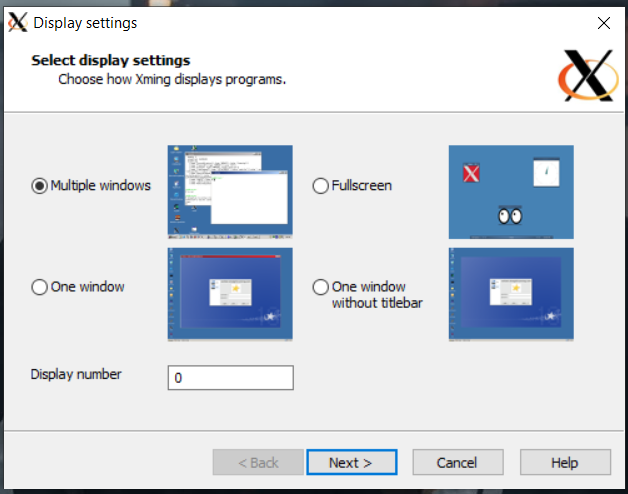 Display settings
Select display settings
Choose how Xming displays programs.
Multiple windows
Fullscreen
One window
One window
without titlebar
Display number
0
< Back
Next >
Cancel
Help